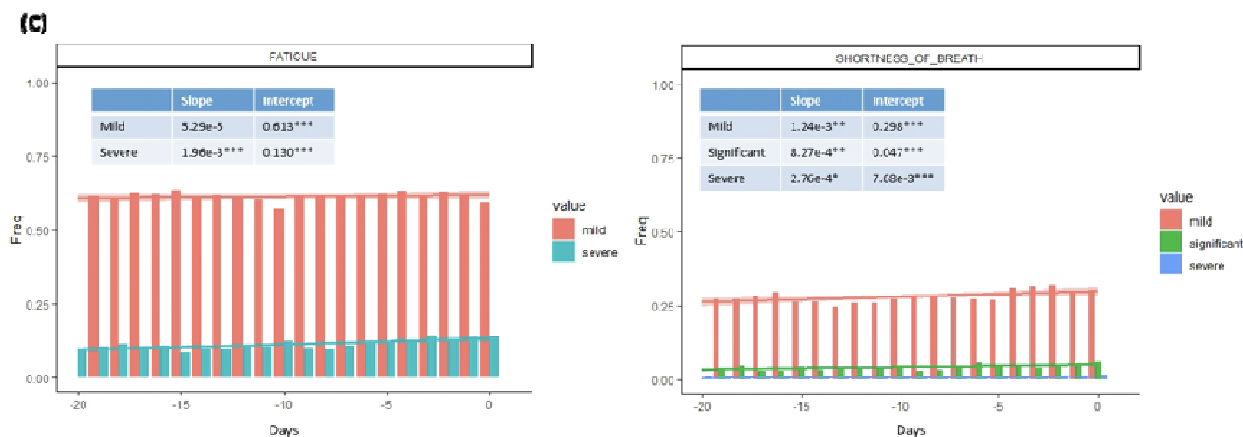 (C)
FATIGUE
Slope Intercept
Mild 5.29e-5 0.613***
Severe 1.96e-3*** 0.130***
1.00
0.75
0.50
0.25
0.00
Freq
-20 -15 -10 -5 0
Days
value
mild
severe
SHORTNESS_OF_BREATH
Slope Intercept
Mild 1.24e-3** 0.298***
Significant 8.27e-4** 0.047***
Severe 2.76e-4* 7.68e-3***
1.00
0.75
0.50
0.25
0.00
Freq
-20 -15 -10 -5 0
Days
value
mild
significant
severe